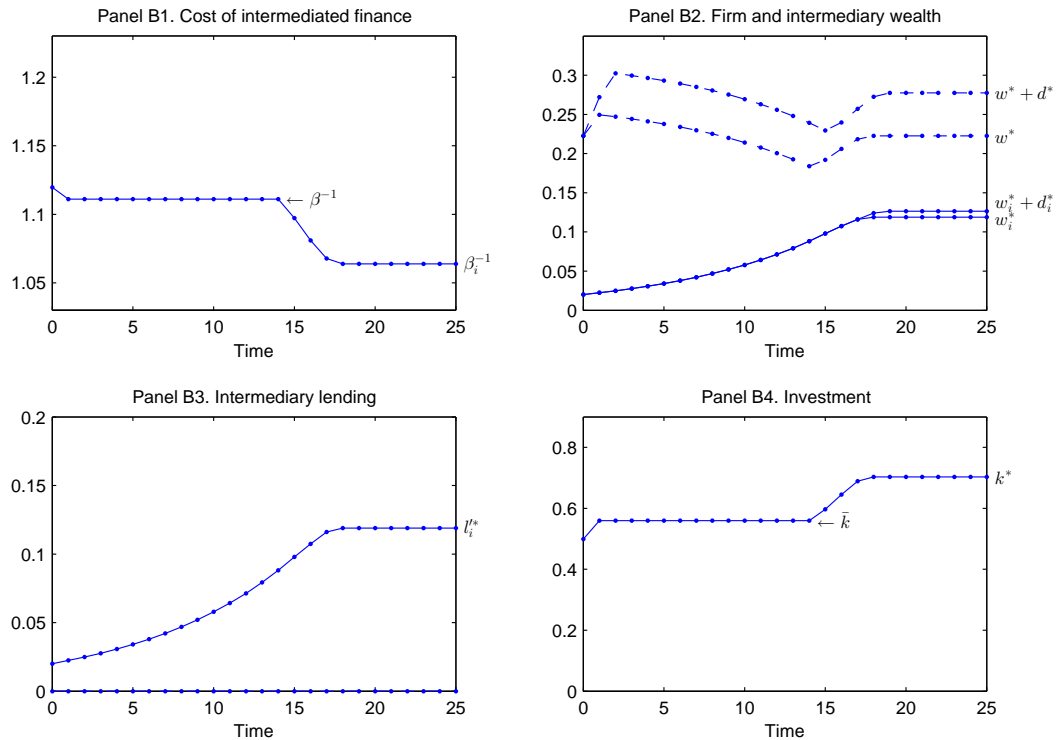 Panel B1. Cost of intermediated finance
1.2
1.15
1.1
1.05
← β⁻¹
βᵢ⁻¹
0 5 10 15 20 25
Time
Panel B2. Firm and intermediary wealth
0.3
0.25
0.2
0.15
0.1
0.05
0
w* + d*
w*
wᵢ* + dᵢ*
wᵢ*
0 5 10 15 20 25
Time
Panel B3. Intermediary lending
0.2
0.15
0.1
0.05
0
lᵢ′*
0 5 10 15 20 25
Time
Panel B4. Investment
0.8
0.6
0.4
0.2
0
k*
← k̄
0 5 10 15 20 25
Time